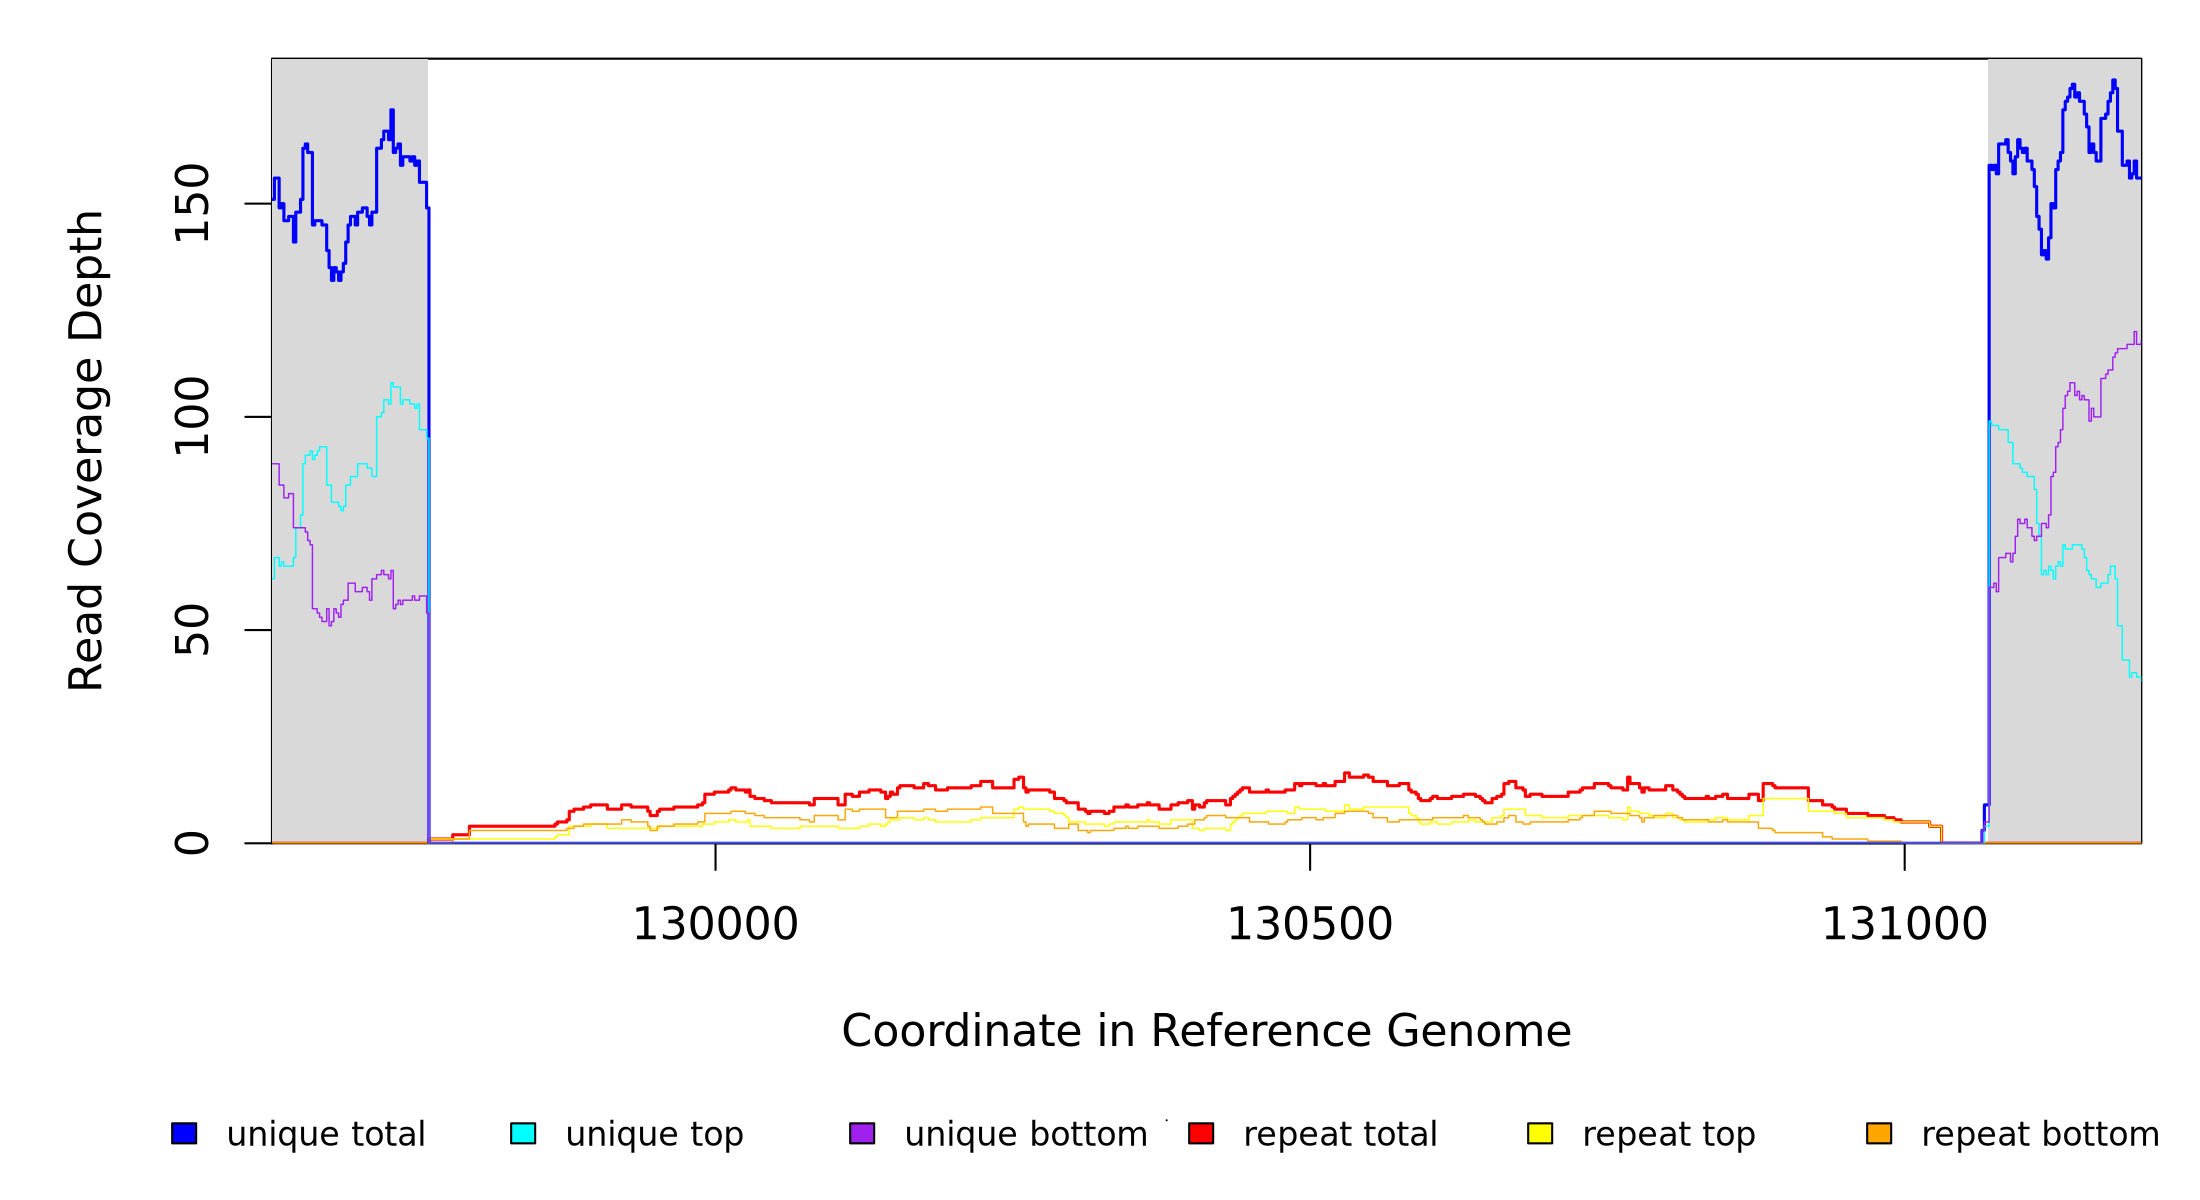 Read Coverage Depth
150
100
50
0
130000 130500 131000
Coordinate in Reference Genome
unique total unique top unique bottom repeat total repeat top repeat bottom